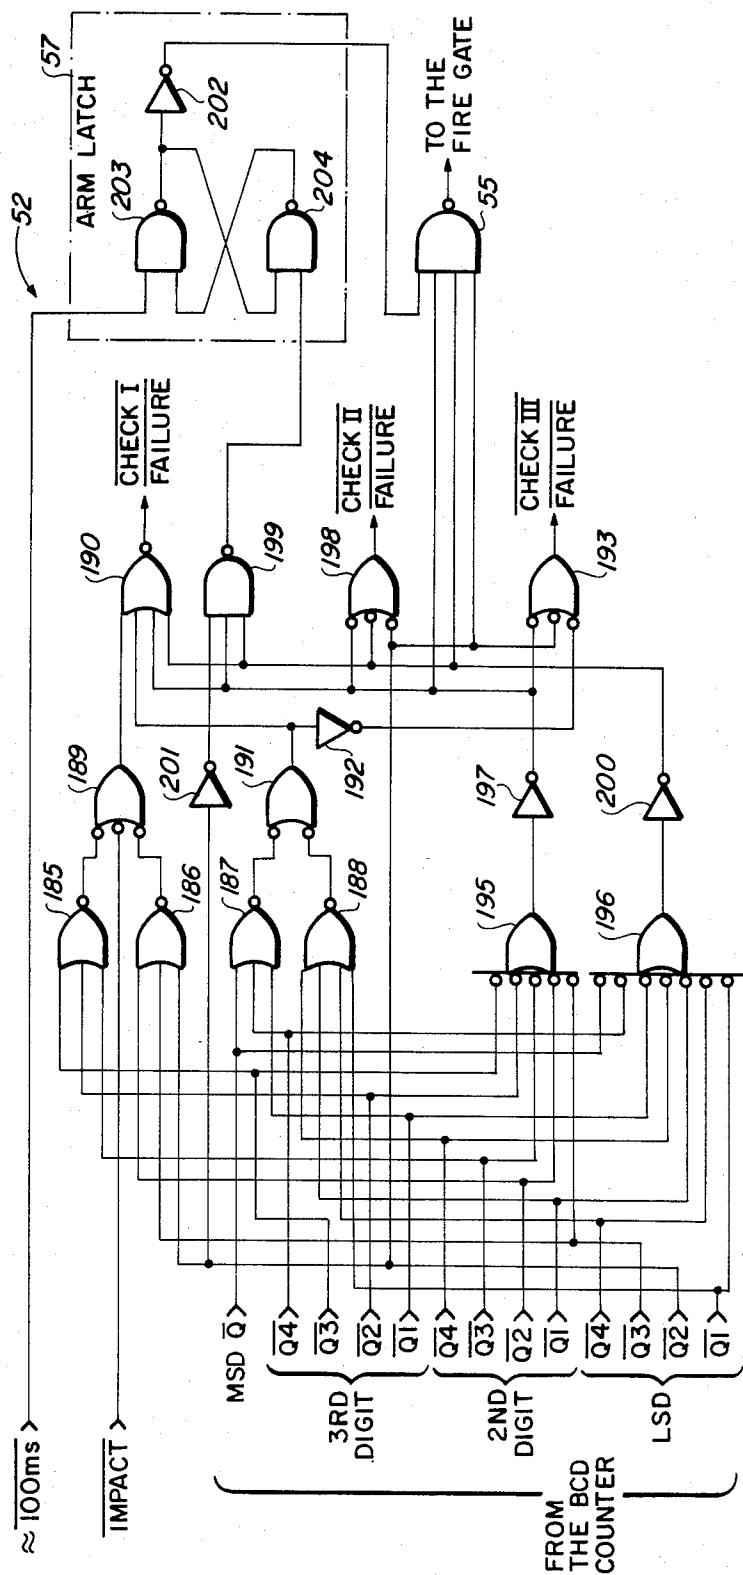 ≈ 100ms
IMPACT
FROM
THE BCD
COUNTER
MSD Q
3RD
DIGIT
Q4
Q3
Q2
Q1
2ND
DIGIT
Q4
Q3
Q2
Q1
LSD
Q4
Q3
Q2
Q1
185
186
187
188
189
201
191
192
195
196
197
200
190
199
198
193
CHECK I
FAILURE
CHECK II
FAILURE
CHECK III
FAILURE
52
57
ARM LATCH
203
202
204
55
TO THE
FIRE GATE